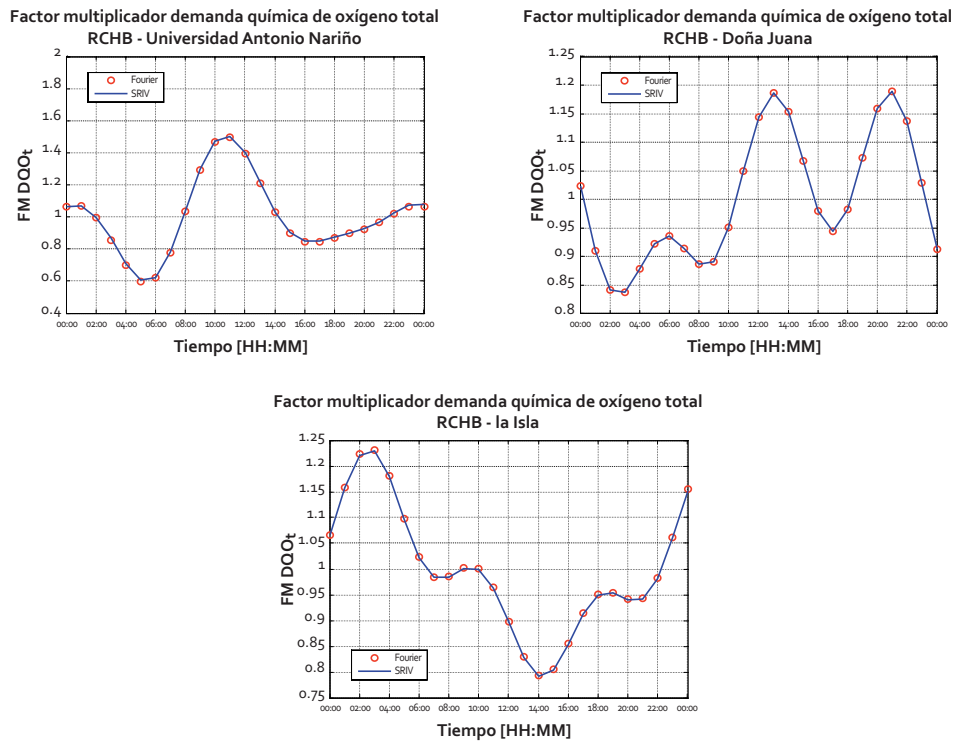 Factor multiplicador demanda química de oxígeno total
RCHB - Universidad Antonio Nariño
2
1.8
1.6
1.4
1.2
1
0.8
0.6
0.4
FM DQOt
Fourier
SRIV
00:00 02:00 04:00 06:00 08:00 10:00 12:00 14:00 16:00 18:00 20:00 22:00 00:00
Tiempo [HH:MM]
Factor multiplicador demanda química de oxígeno total
RCHB - Doña Juana
1.25
1.2
1.15
1.1
1.05
1
0.95
0.9
0.85
0.8
FM DQOt
Fourier
SRIV
00:00 02:00 04:00 06:00 08:00 10:00 12:00 14:00 16:00 18:00 20:00 22:00 00:00
Tiempo [HH:MM]
Factor multiplicador demanda química de oxígeno total
RCHB - la Isla
1.25
1.2
1.15
1.1
1.05
1
0.95
0.9
0.85
0.8
0.75
FM DQOt
Fourier
SRIV
00:00 02:00 04:00 06:00 08:00 10:00 12:00 14:00 16:00 18:00 20:00 22:00 00:00
Tiempo [HH:MM]